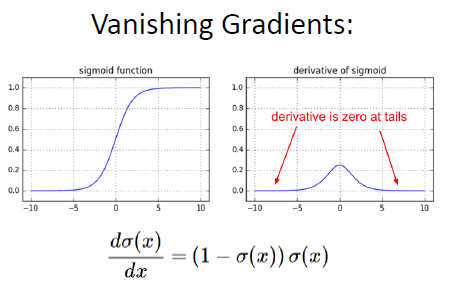 Vanishing Gradients:
sigmoid function
1.0
0.8
0.6
0.4
0.2
0.0
−10 −5 0 5 10
derivative of sigmoid
1.0
0.8
0.6
0.4
0.2
0.0
derivative is zero at talls
−10 −5 0 5 10
dσ(x)/dx = (1 − σ(x)) σ(x)